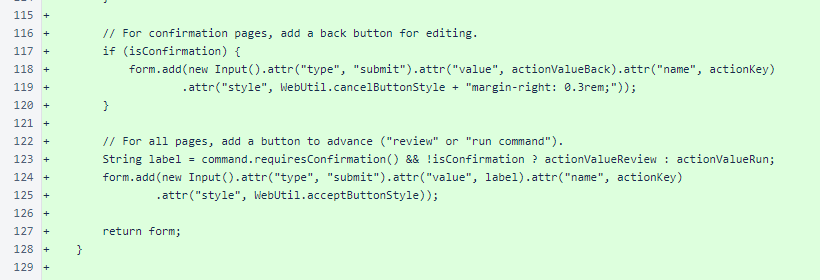 115 +
116 +         // For confirmation pages, add a back button for editing.
117 +         if (isConfirmation) {
118 +             form.add(new Input().attr("type", "submit").attr("value", actionValueBack).attr("name", actionKey)
119 +                     .attr("style", WebUtil.cancelButtonStyle + "margin-right: 0.3rem;"));
120 +         }
121 +
122 +         // For all pages, add a button to advance ("review" or "run command").
123 +         String label = command.requiresConfirmation() && !isConfirmation ? actionValueReview : actionValueRun;
124 +         form.add(new Input().attr("type", "submit").attr("value", label).attr("name", actionKey)
125 +                 .attr("style", WebUtil.acceptButtonStyle));
126 +
127 +         return form;
128 +     }
129 +